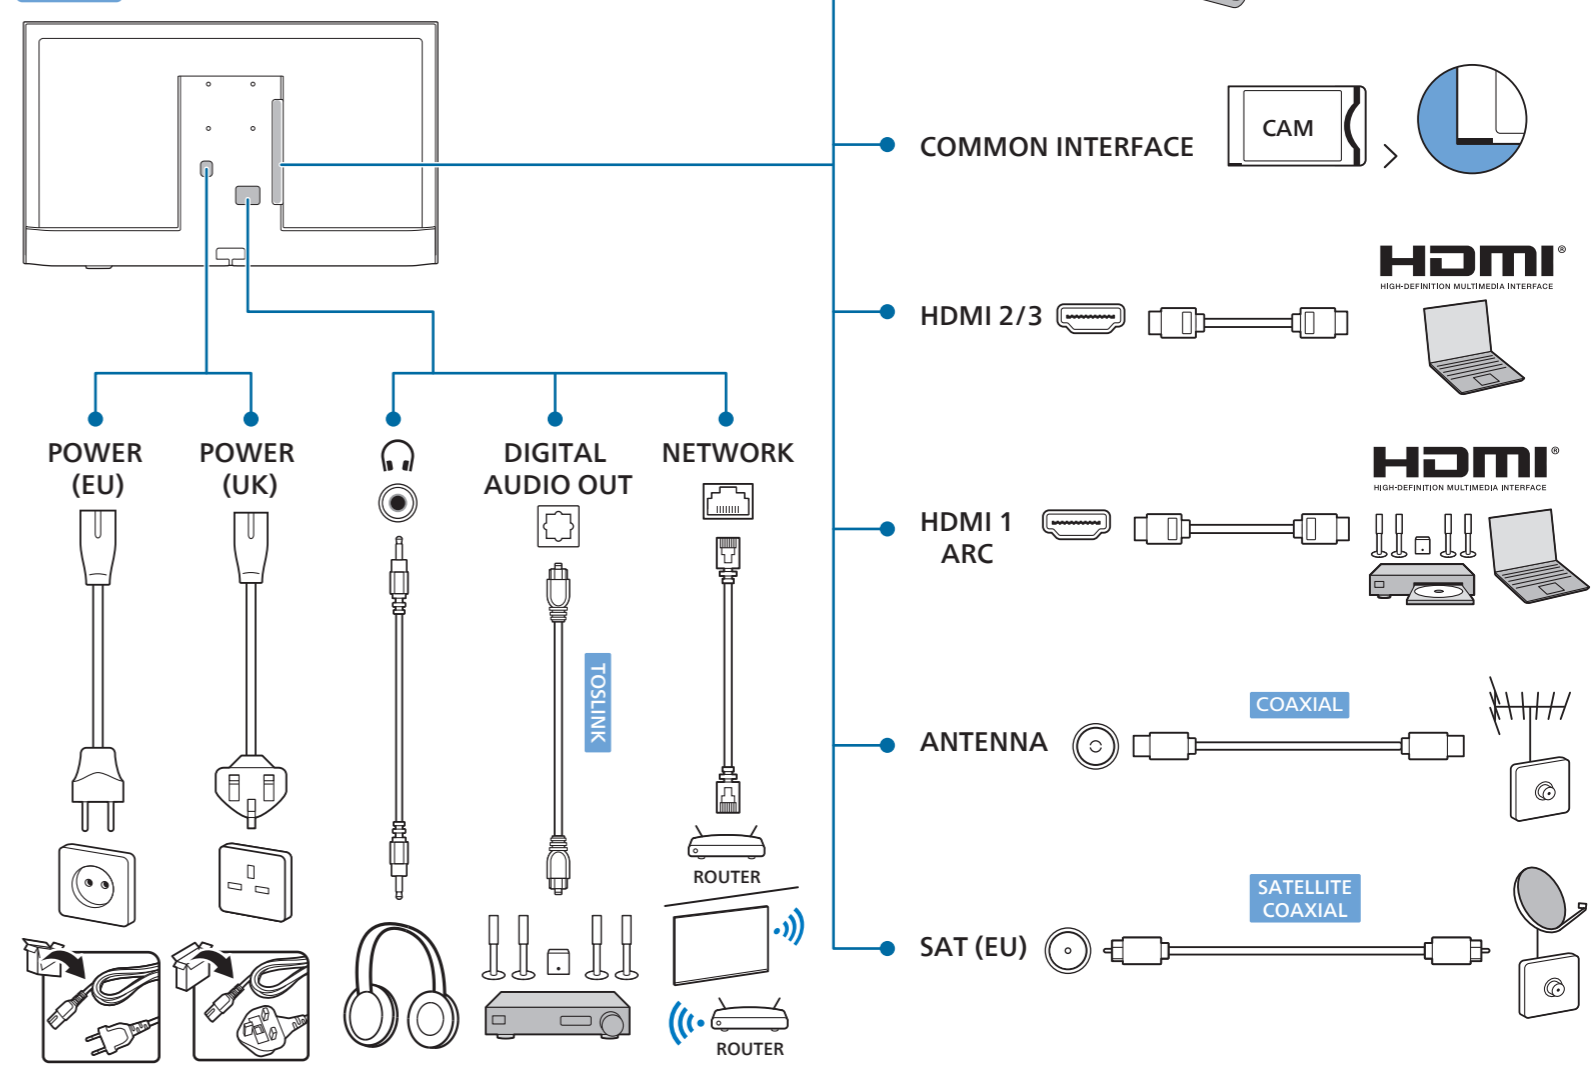 COMMON INTERFACE
CAM
HDMI®
HIGH-DEFINITION MULTIMEDIA INTERFACE
HDMI 2/3
HDMI®
HIGH-DEFINITION MULTIMEDIA INTERFACE
HDMI 1
ARC
COAXIAL
ANTENNA
SATELLITE
COAXIAL
SAT (EU)
POWER
(EU)
POWER
(UK)
DIGITAL
AUDIO OUT
TOSLINK
NETWORK
ROUTER
ROUTER